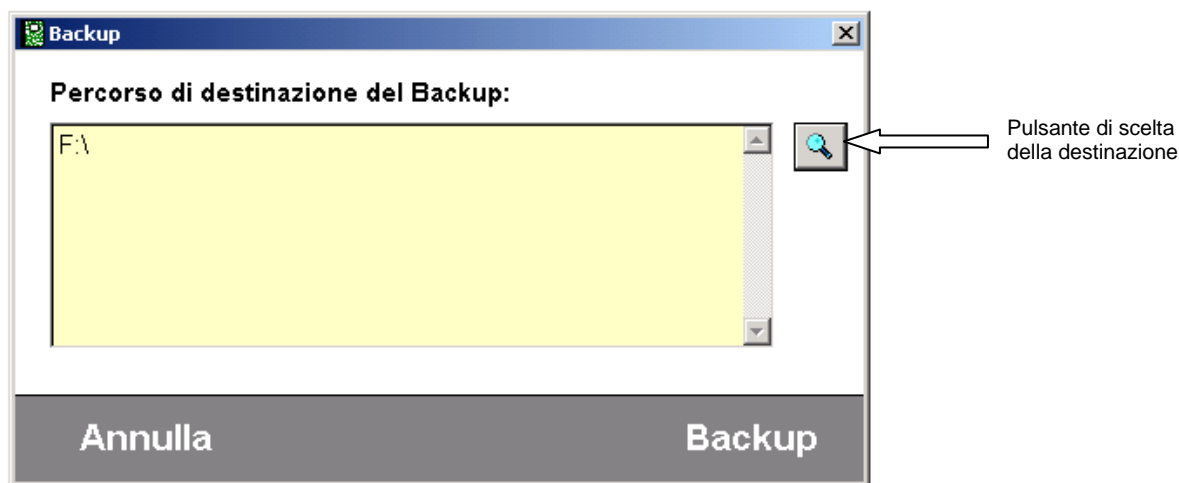 Backup
Percorso di destinazione del Backup:
F:\
Pulsante di scelta
della destinazione
Annulla
Backup